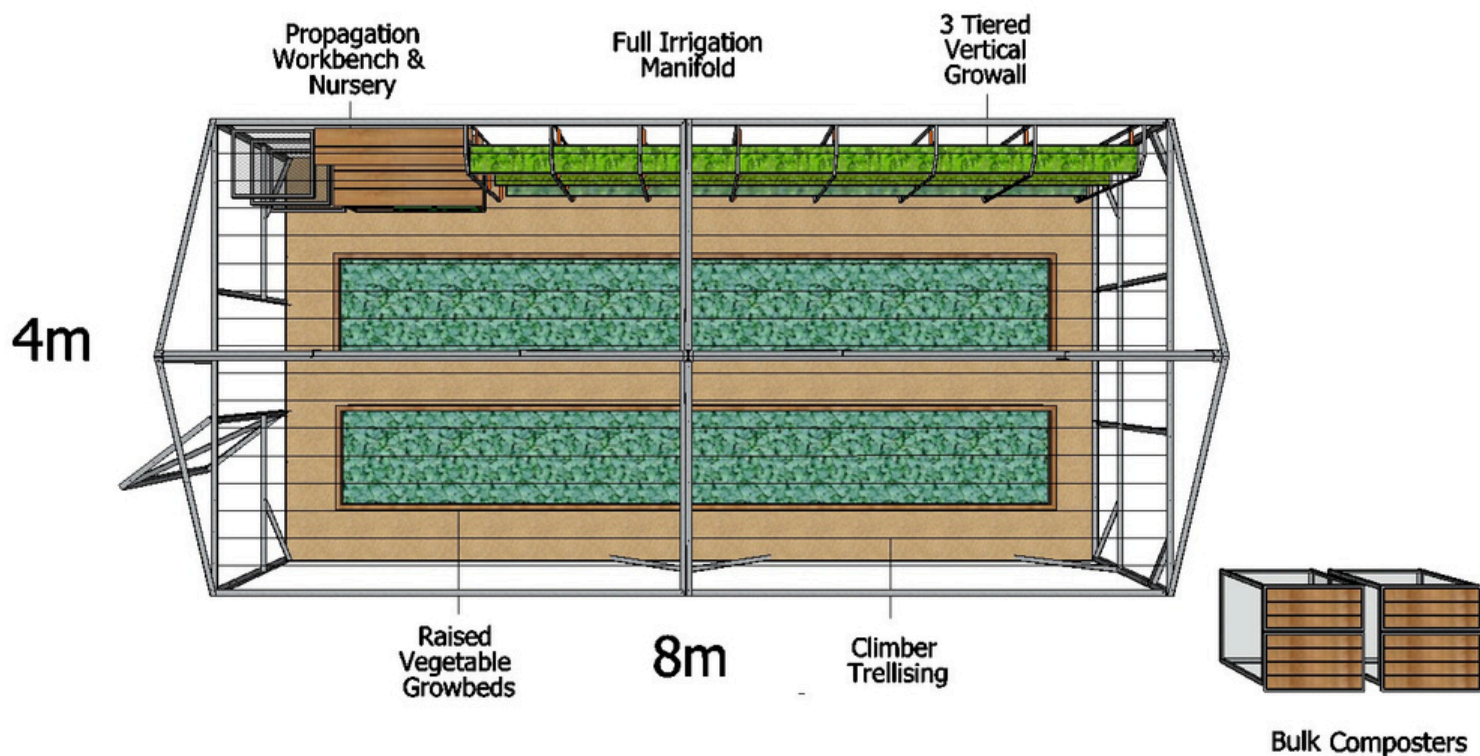 Propagation
Workbench &
Nursery
Full Irrigation
Manifold
3 Tiered
Vertical
Growall
4m
Raised
Vegetable
Growbeds
8m
Climber
Trellising
Bulk Composters